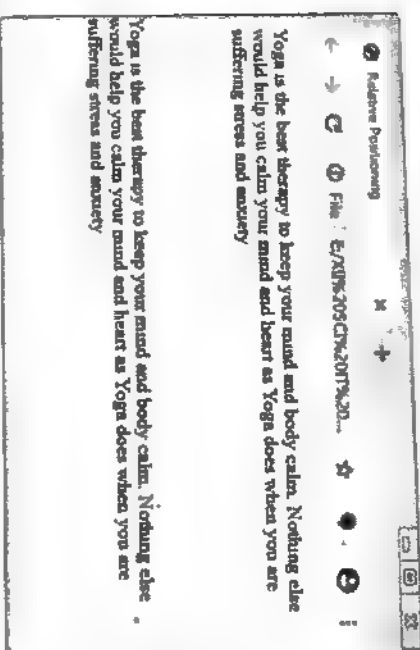 Relative Positioning
File E:/XII%20SCI%20IT%20...
Yoga is the best therapy to keep your mind and body calm. Nothing else
would help you calm your mind and heart as Yoga does when you are
suffering stress and anxiety
Yoga is the best therapy to keep your mind and body calm. Nothing else
would help you calm your mind and heart as Yoga does when you are
suffering stress and anxiety